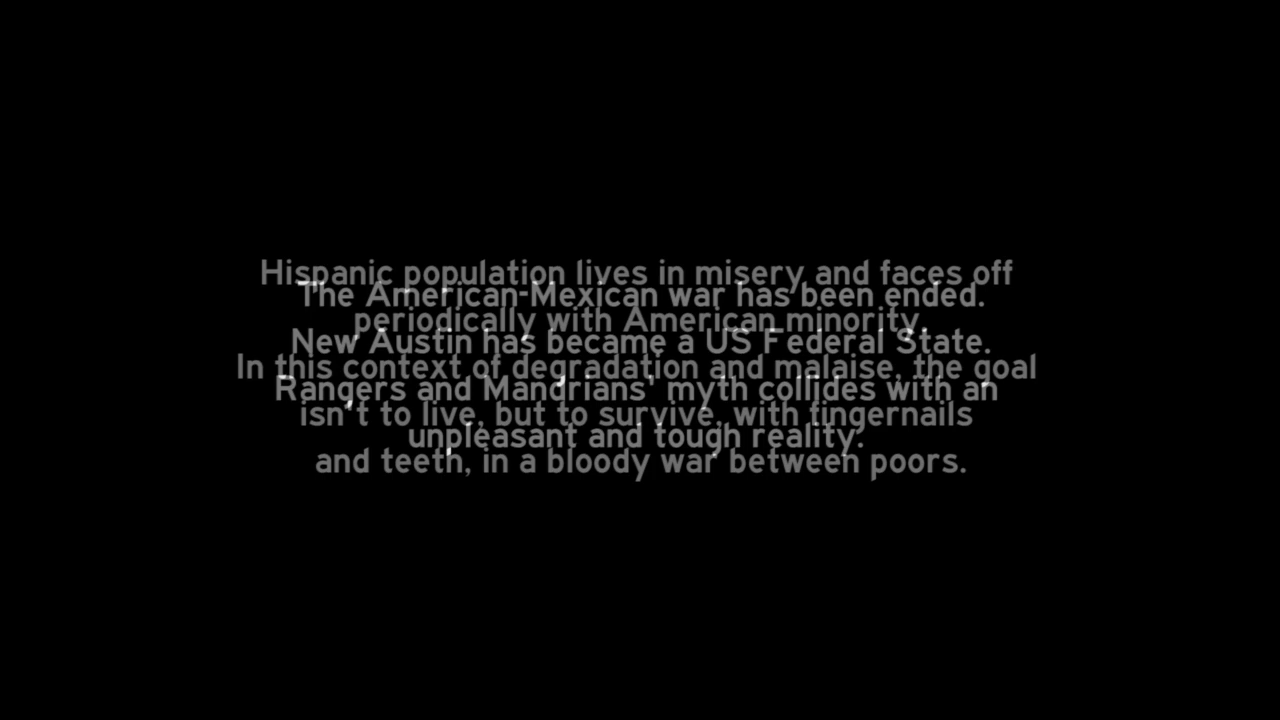 Hispanic population lives in misery and faces off
The American-Mexican war has been ended.
periodically with American minority.
New Austin has became a US Federal State.
In this context of degradation and malaise, the goal
Rangers and Mandrians' myth collides with an
isn't to live, but to survive, with fingernails
unpleasant and tough reality.
and teeth, in a bloody war between poors.